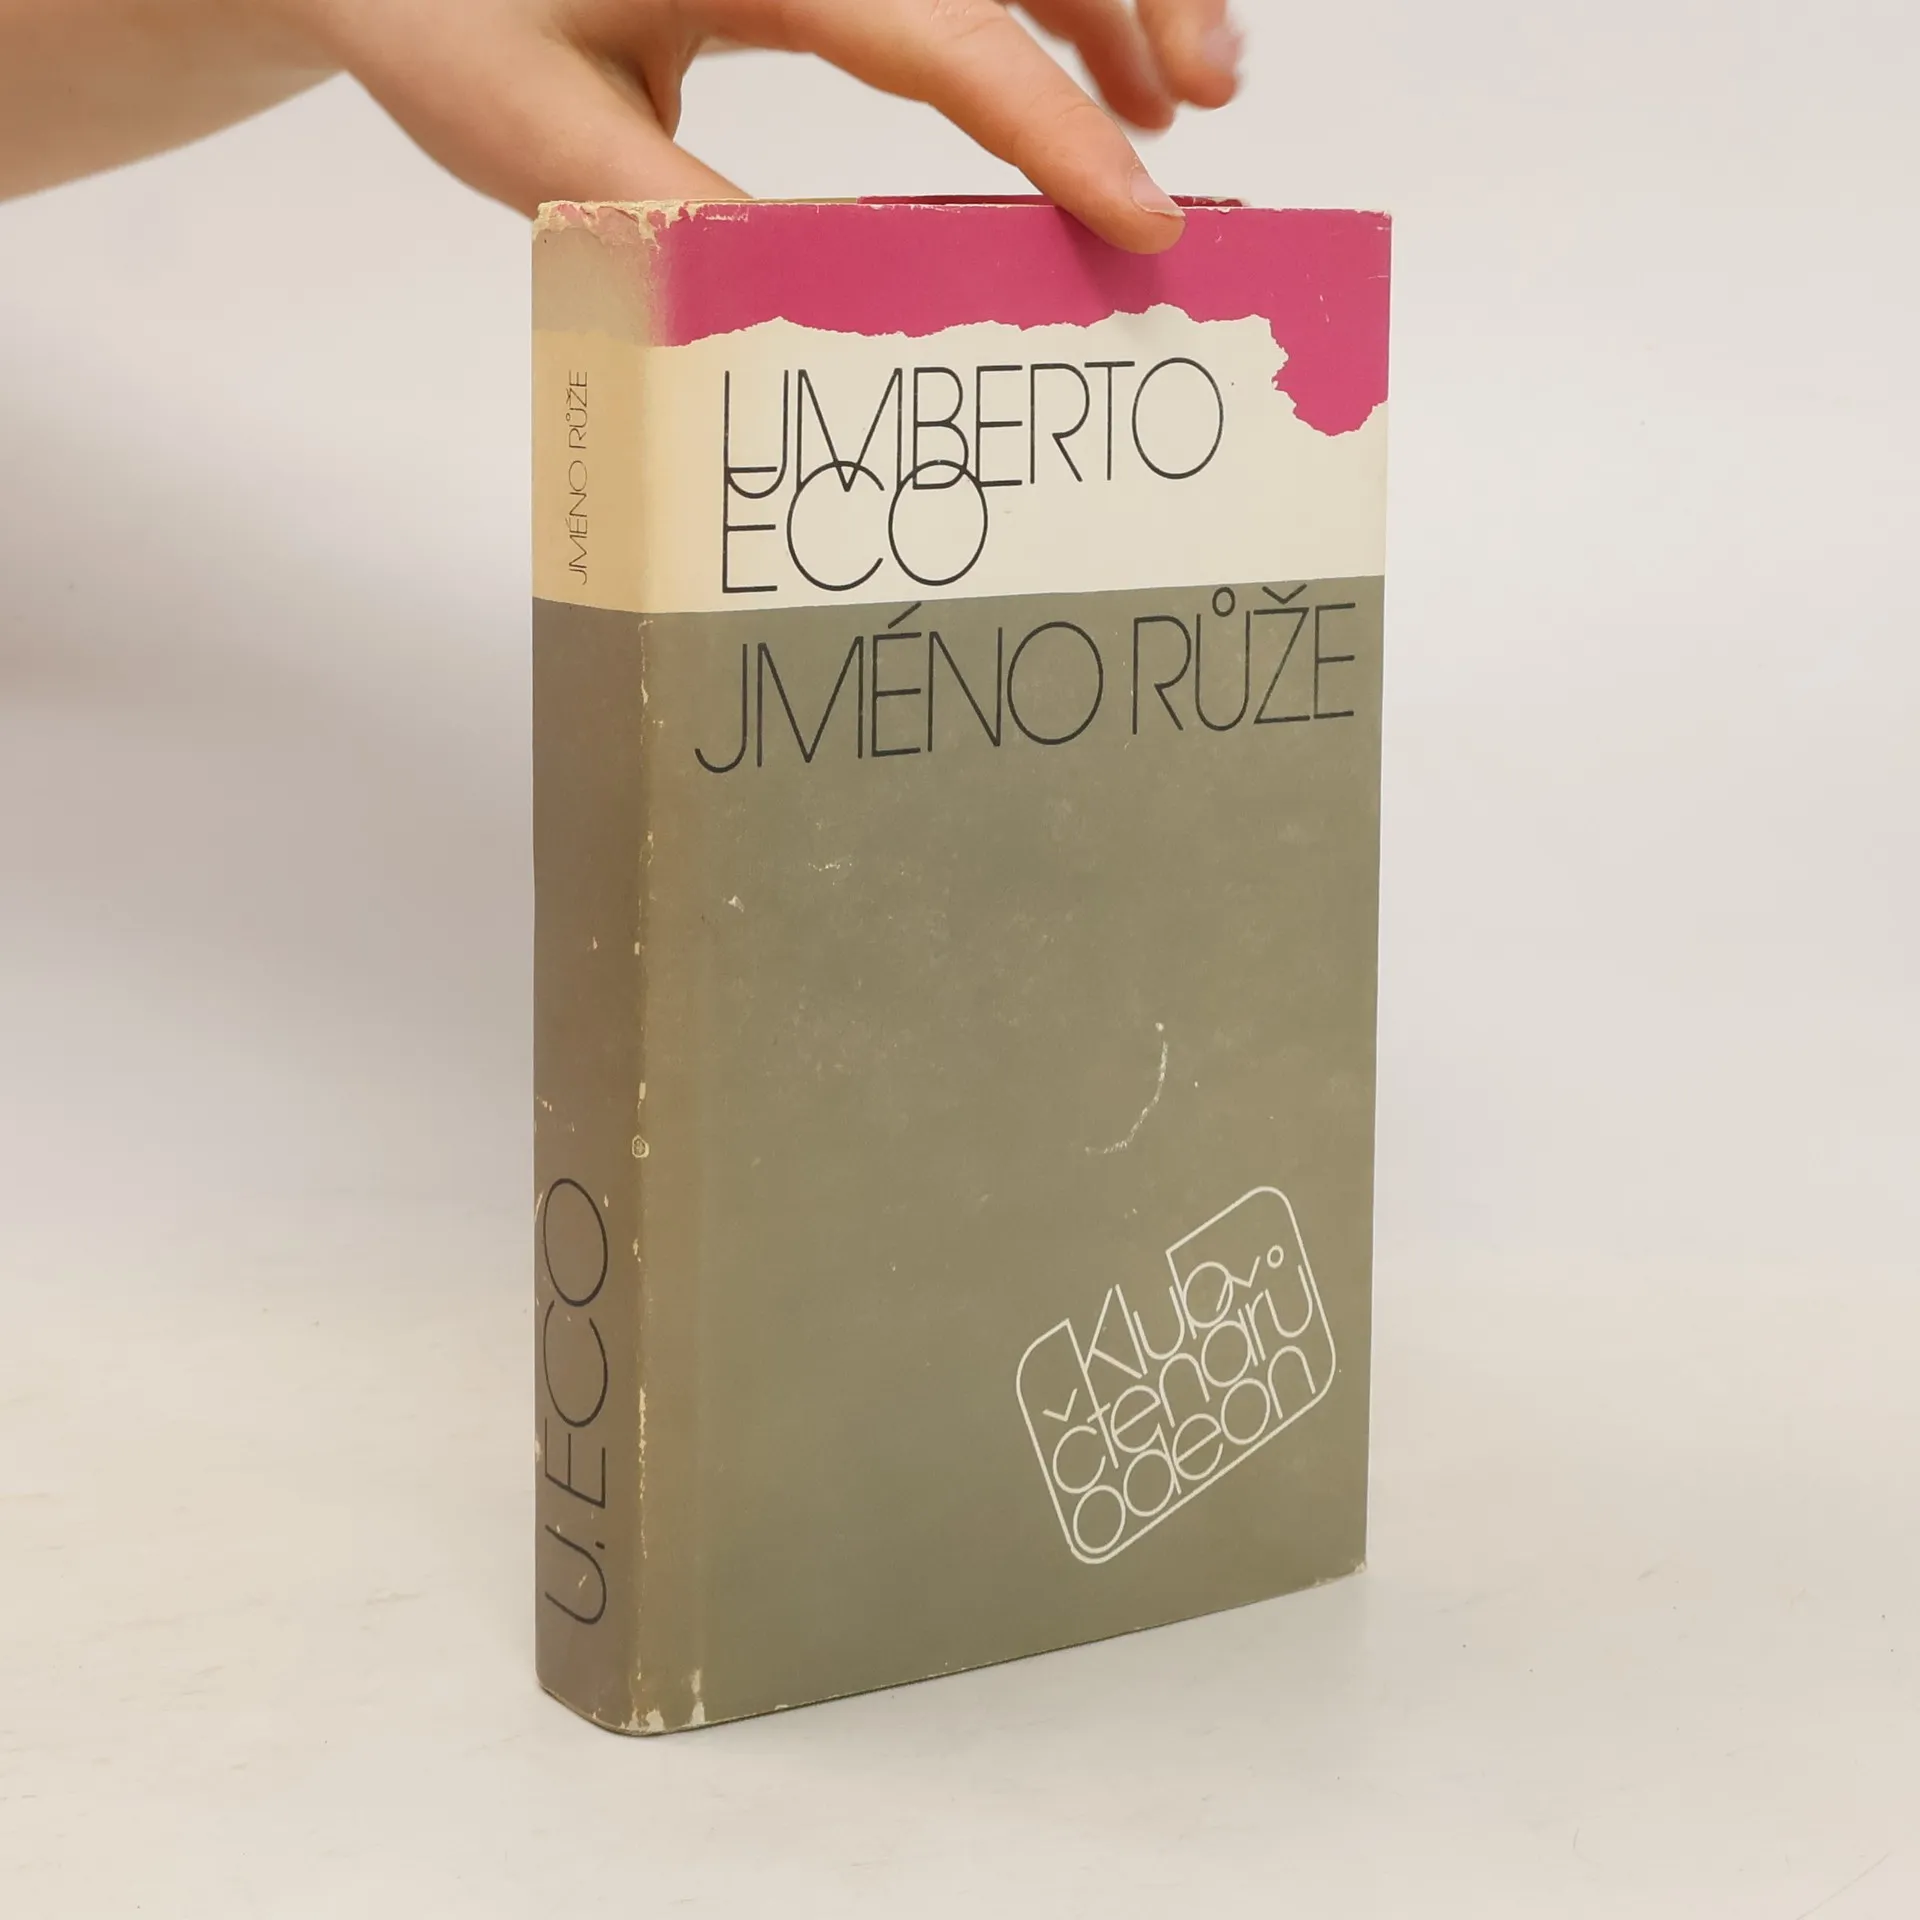 UMBERTO
ECO
JMÉNO RŮŽE
JMÉNO RŮŽE
U. ECO
klub
čtenářů
odeon